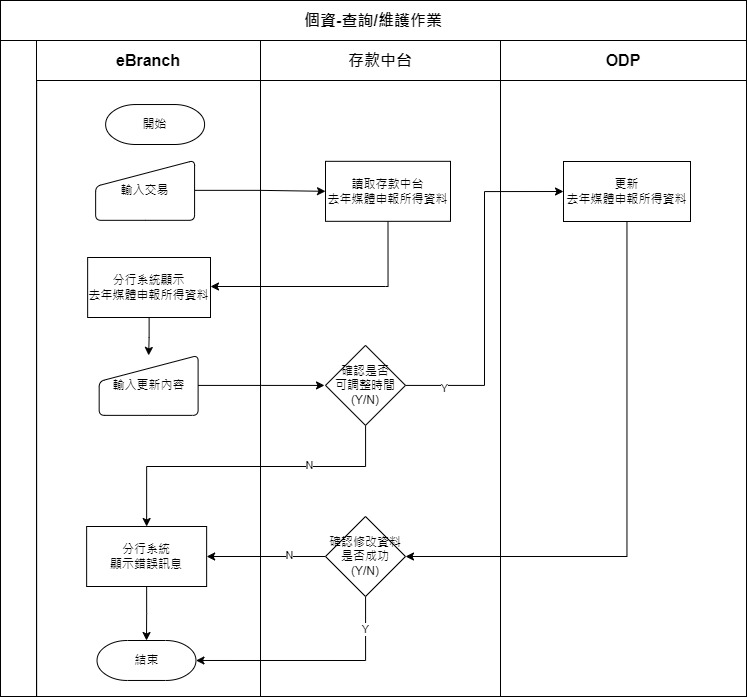 個資-查詢/維護作業
eBranch
存款中台
ODP
開始
輸入交易
讀取存款中台
去年媒體申報所得資料
更新
去年媒體申報所得資料
分行系統顯示
去年媒體申報所得資料
輸入更新內容
確認是否
可調整時間
(Y/N)
Y
N
分行系統
顯示錯誤訊息
N
確認修改資料
是否成功
(Y/N)
Y
結束